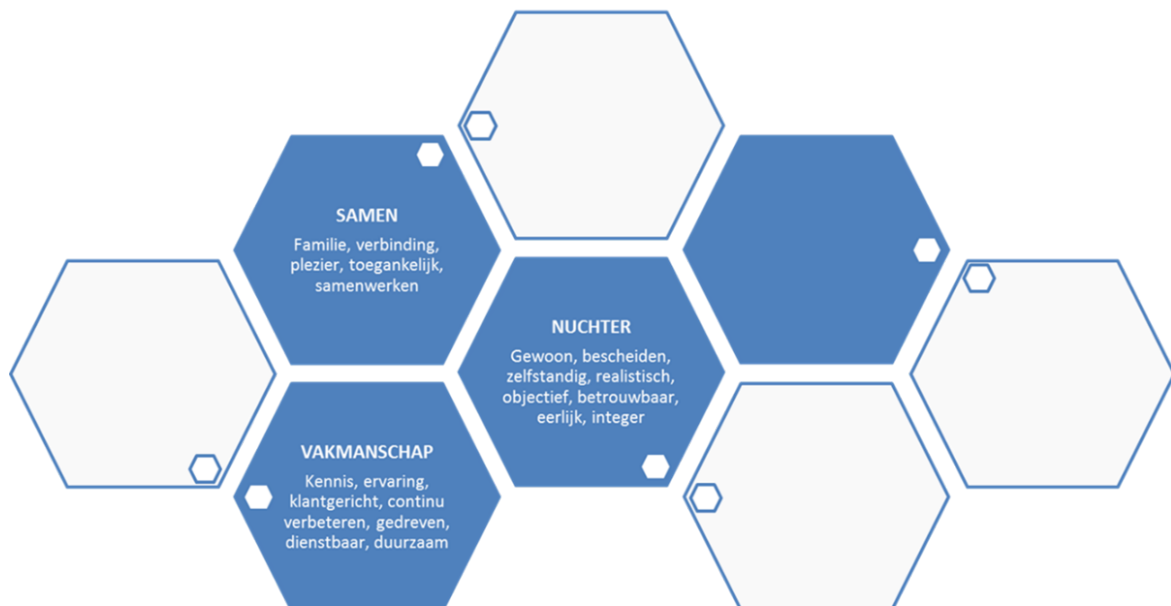 SAMEN
Familie, verbinding,
plezier, toegankelijk,
samenwerken
NUCHTER
Gewoon, bescheiden,
zelfstandig, realistisch,
objectief, betrouwbaar,
eerlijk, integer
VAKMANSCHAP
Kennis, ervaring,
klantgericht, continu
verbeteren, gedreven,
dienstbaar, duurzaam